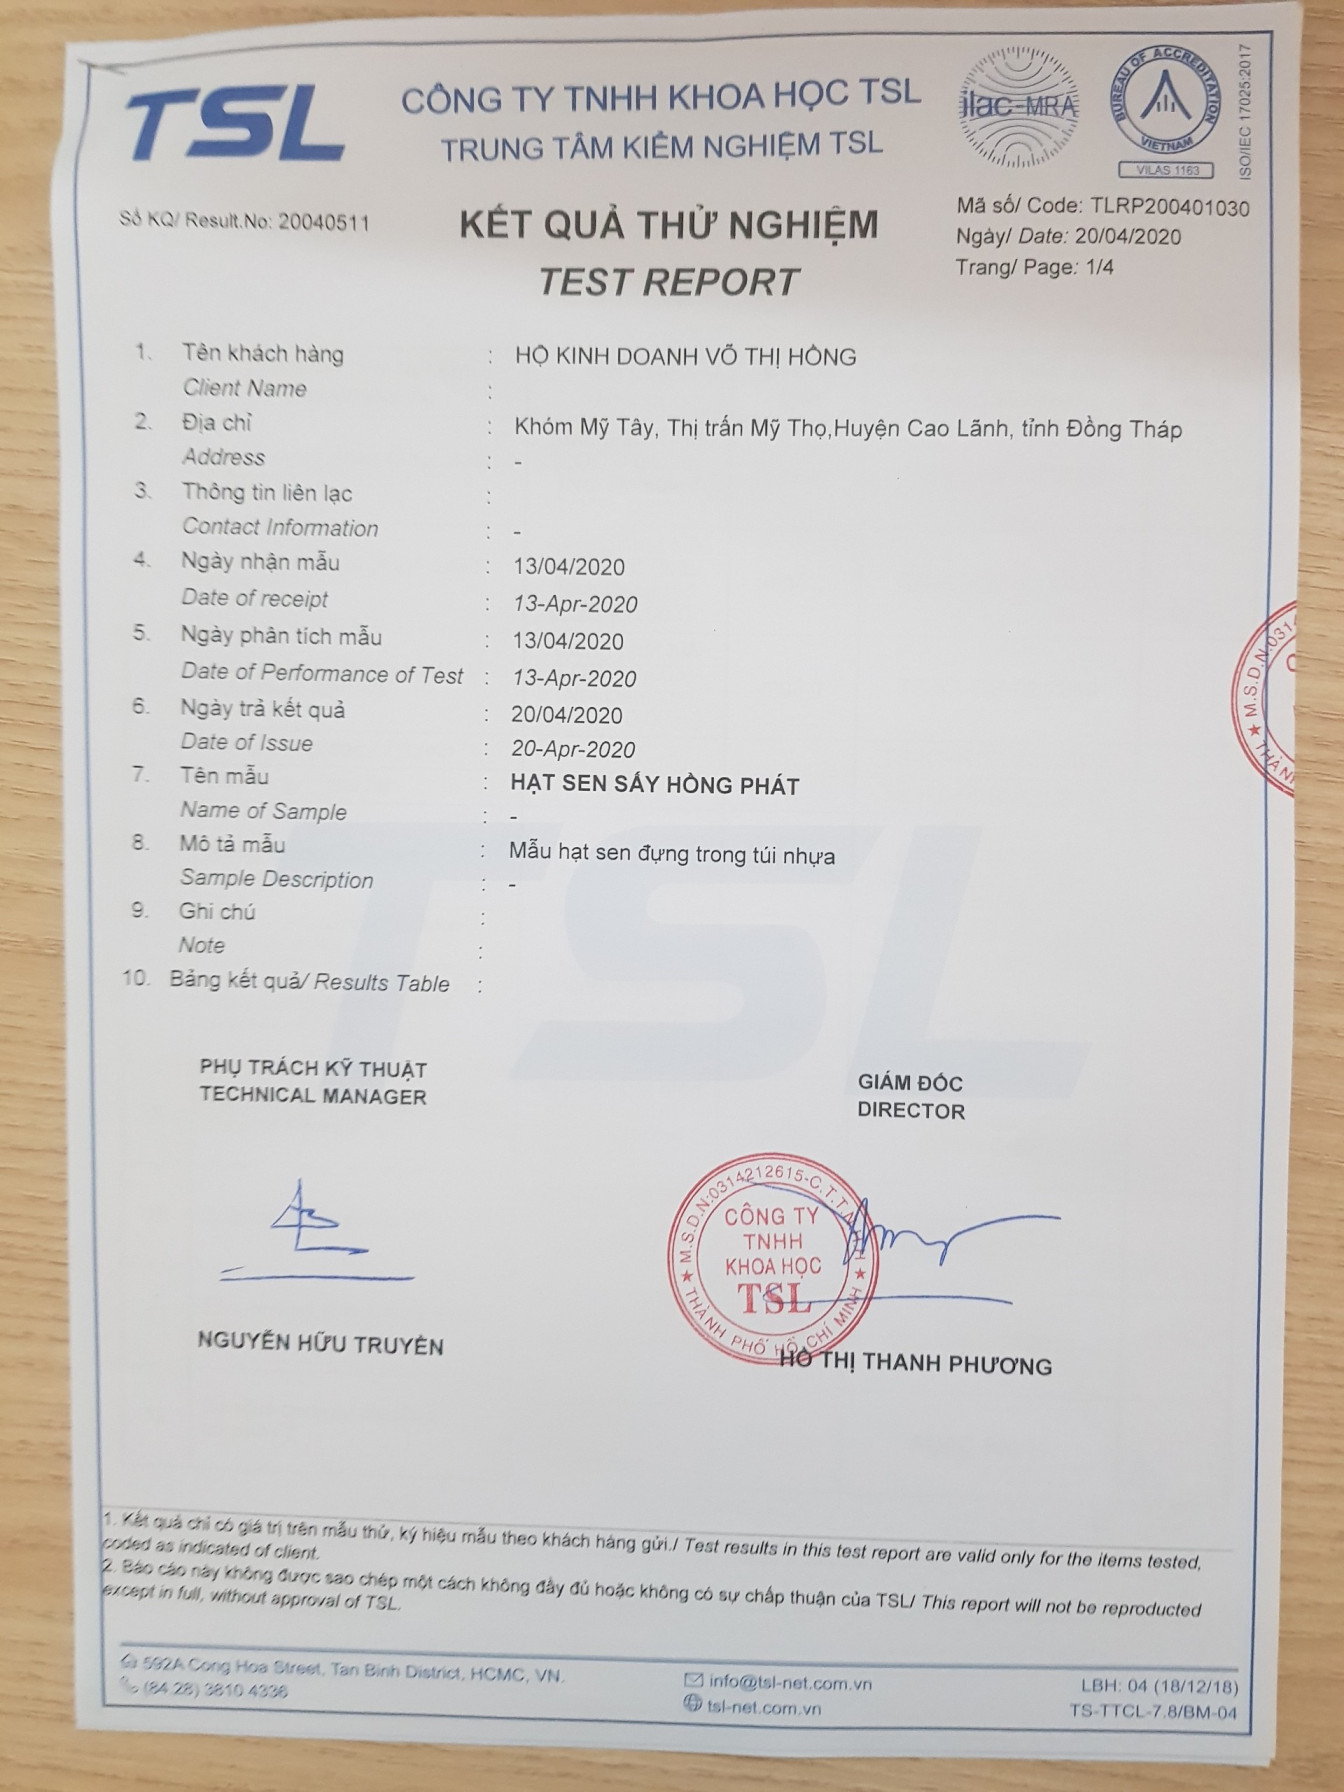 TSL
CÔNG TY TNHH KHOA HỌC TSL
TRUNG TÂM KIỂM NGHIỆM TSL
ilac-MRA
BUREAU OF ACCREDITATION
VIETNAM
VILAS 1163
ISO/IEC 17025:2017
Số KQ/ Result.No: 20040511
KẾT QUẢ THỬ NGHIỆM
TEST REPORT
Mã số/ Code: TLRP200401030
Ngày/ Date: 20/04/2020
Trang/ Page: 1/4
1. Tên khách hàng : HỘ KINH DOANH VÕ THỊ HỒNG
Client Name :
2. Địa chỉ : Khóm Mỹ Tây, Thị trấn Mỹ Thọ,Huyện Cao Lãnh, tỉnh Đồng Tháp
Address : -
3. Thông tin liên lạc :
Contact Information : -
4. Ngày nhận mẫu : 13/04/2020
Date of receipt : 13-Apr-2020
5. Ngày phân tích mẫu : 13/04/2020
Date of Performance of Test : 13-Apr-2020
6. Ngày trả kết quả : 20/04/2020
Date of Issue : 20-Apr-2020
7. Tên mẫu : HẠT SEN SẤY HỒNG PHÁT
Name of Sample : -
8. Mô tả mẫu : Mẫu hạt sen đựng trong túi nhựa
Sample Description : -
9. Ghi chú :
Note :
10. Bảng kết quả/ Results Table :
TSL
★ M.S.D.N:031
THÀN
PHỤ TRÁCH KỸ THUẬT
TECHNICAL MANAGER
GIÁM ĐỐC
DIRECTOR
★ M.S.D.N:0314212615-C.T.T.N.H.H ★
CÔNG TY
TNHH
KHOA HỌC
TSL
THÀNH PHỐ HỒ CHÍ MINH
NGUYỄN HỮU TRUYỀN
HỒ THỊ THANH PHƯƠNG
1. Kết quả chỉ có giá trị trên mẫu thử, ký hiệu mẫu theo khách hàng gửi./ Test results in this test report are valid only for the items tested,
coded as indicated of client.
2. Báo cáo này không được sao chép một cách không đầy đủ hoặc không có sự chấp thuận của TSL/ This report will not be reproducted
except in full, without approval of TSL.
592A Cong Hoa Street, Tan Binh District, HCMC, VN.
(84 28) 3810 4336
info@tsl-net.com.vn
tsl-net.com.vn
LBH: 04 (18/12/18)
TS-TTCL-7.8/BM-04